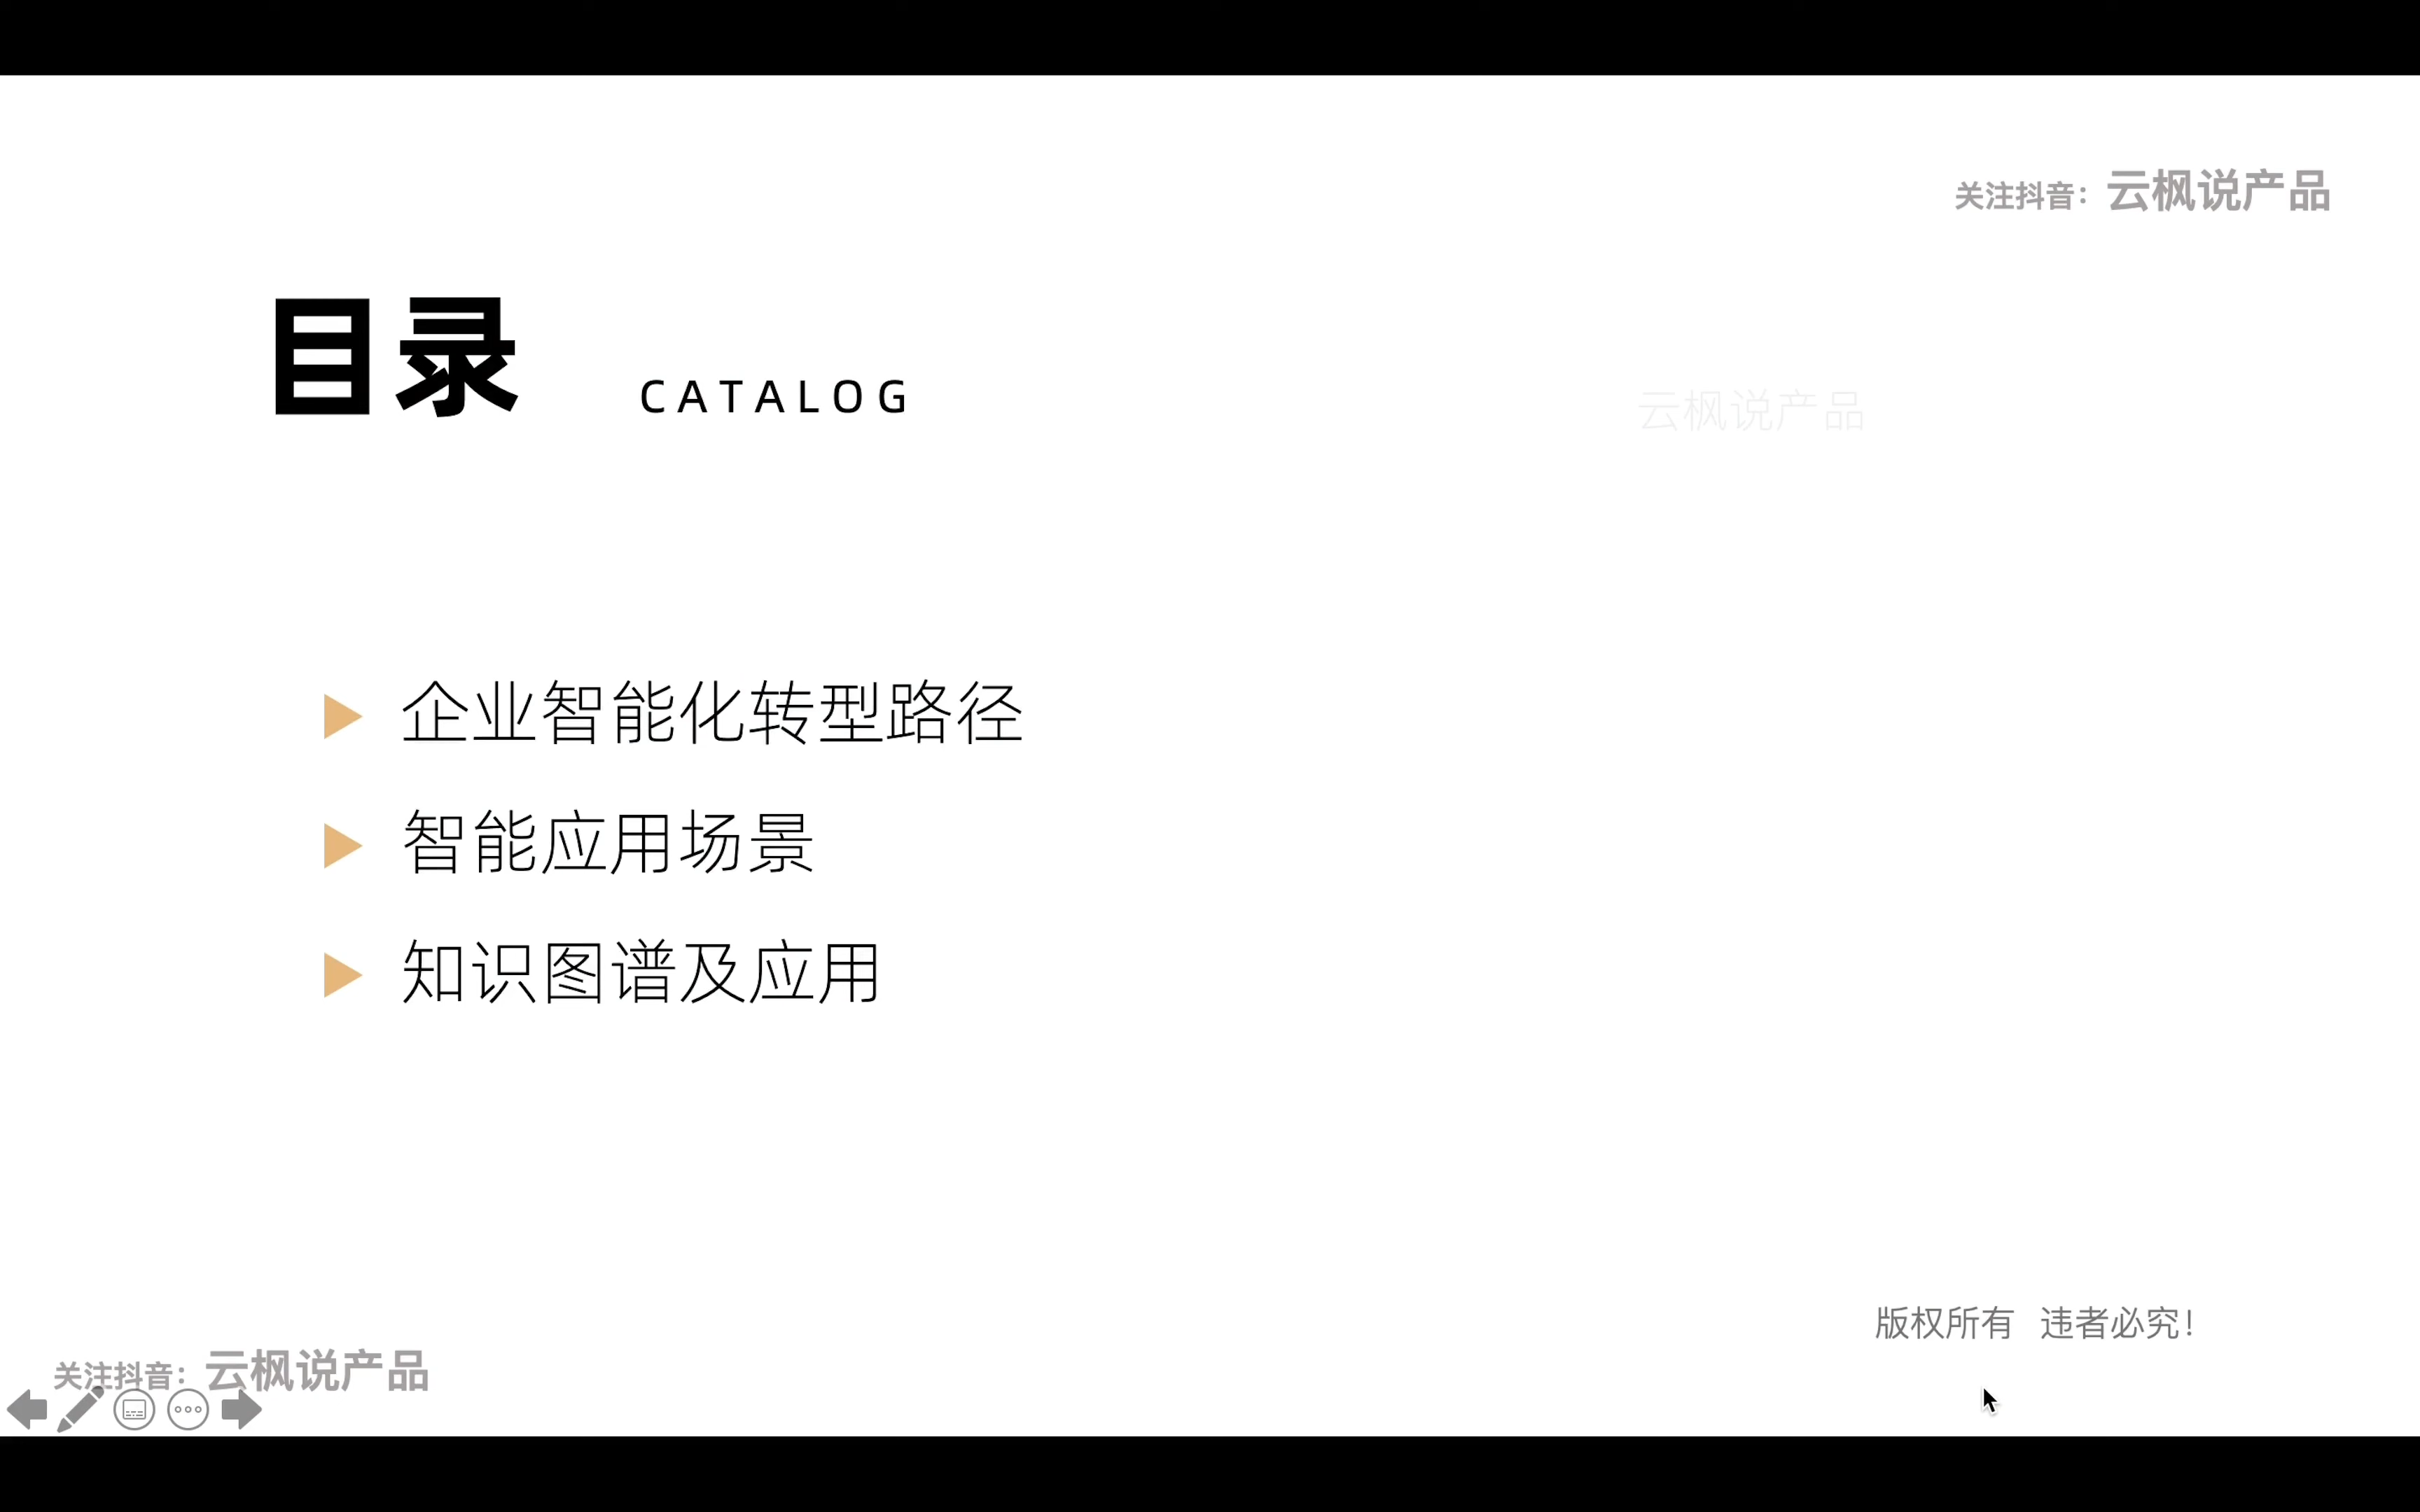 关注抖音：云枫说产品
目录 CATALOG
云枫说产品
企业智能化转型路径
智能应用场景
知识图谱及应用
版权所有 违者必究！
关注抖音：云枫说产品